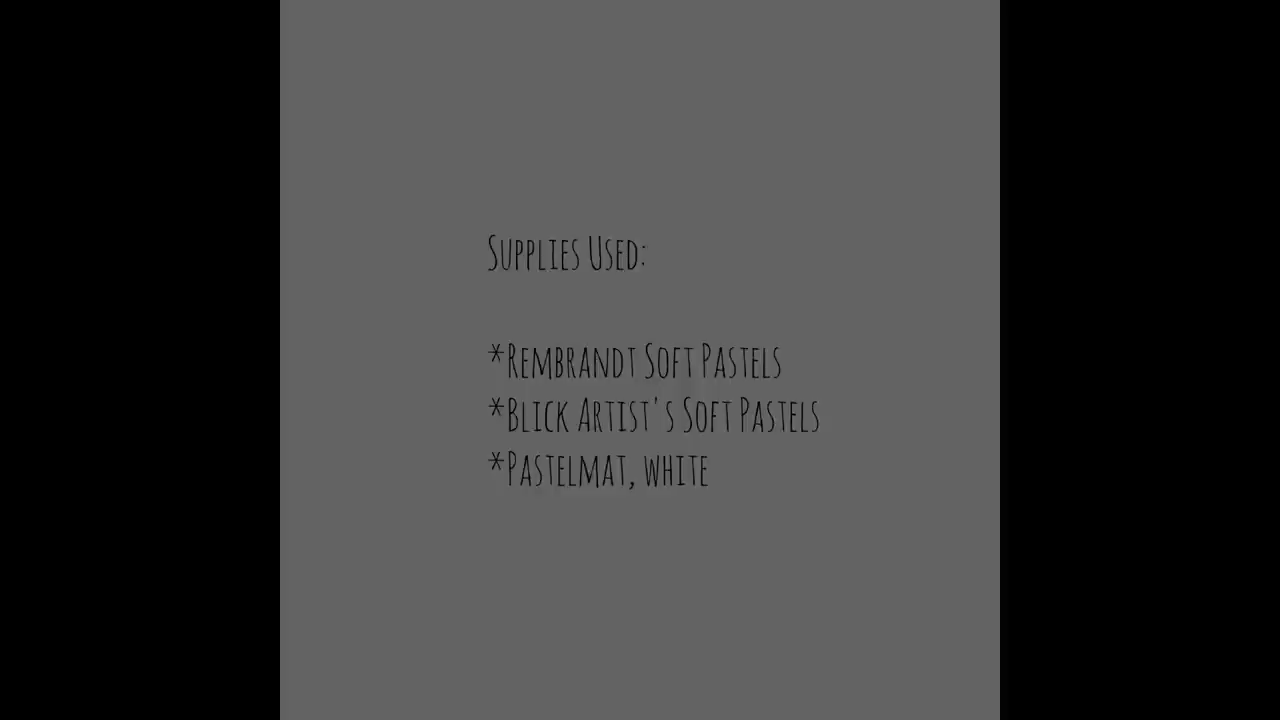 Supplies Used:
*Rembrandt Soft Pastels
*Blick Artist's Soft Pastels
*Pastelmat, white